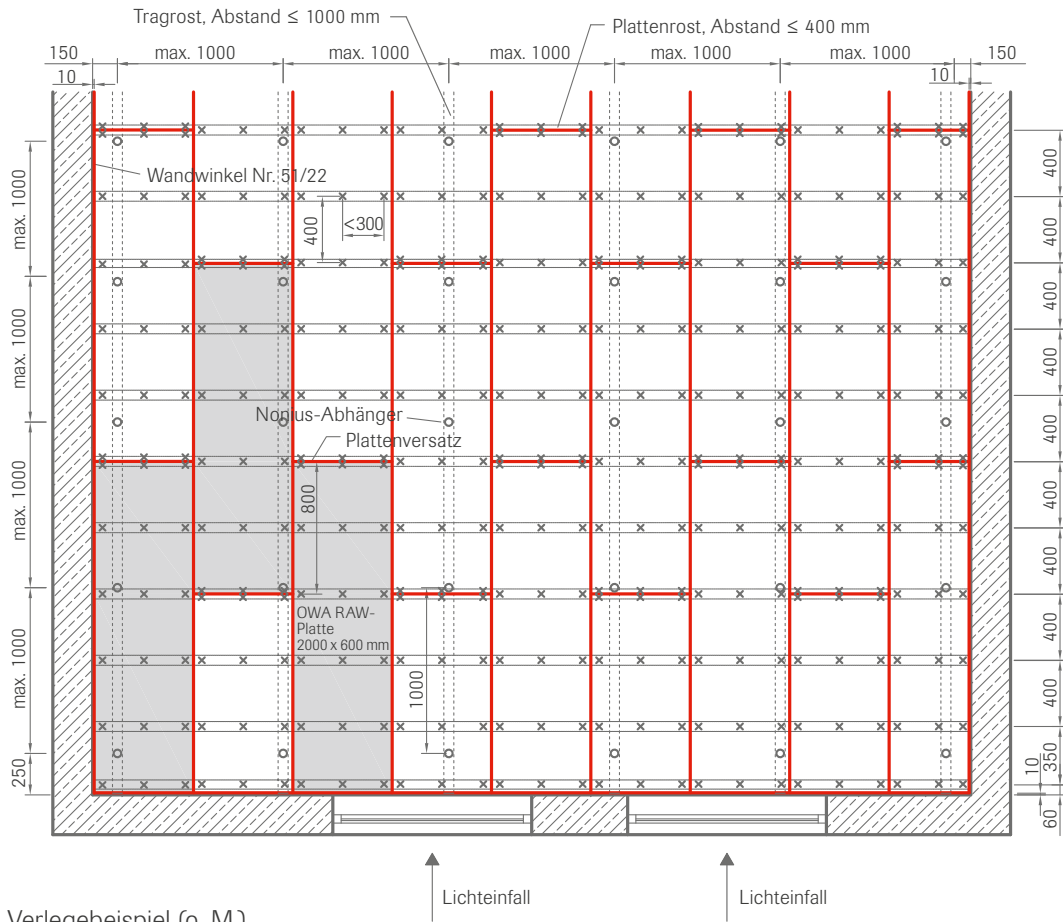 Tragrost, Abstand ≤ 1000 mm
Plattenrost, Abstand ≤ 400 mm
150
max. 1000
max. 1000
max. 1000
max. 1000
max. 1000
150
10
10
Wandwinkel Nr. 51/22
400
<300
max. 1000
max. 1000
max. 1000
max. 1000
250
Nonius-Abhänger
Plattenversatz
800
OWA RAW-
Platte
2000 x 600 mm
1000
400
400
400
400
400
400
400
400
400
350
10
60
Lichteinfall
Lichteinfall
Verlegebeispiel (o. M.)